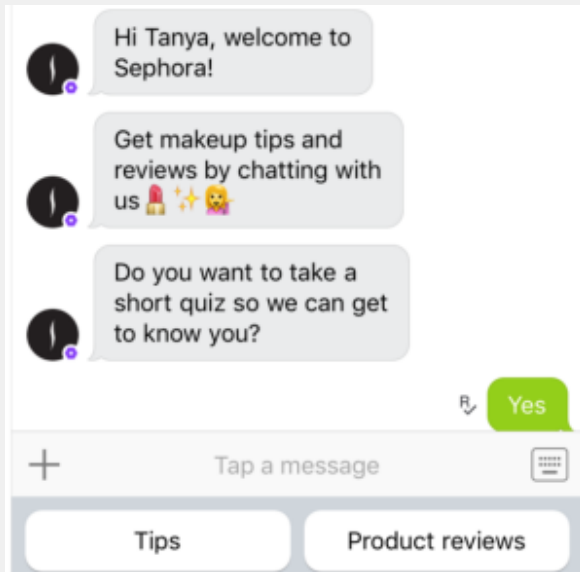 Hi Tanya, welcome to
Sephora!
Get makeup tips and
reviews by chatting with
us💄✨💁
Do you want to take a
short quiz so we can get
to know you?
R Yes
Tap a message
Tips
Product reviews